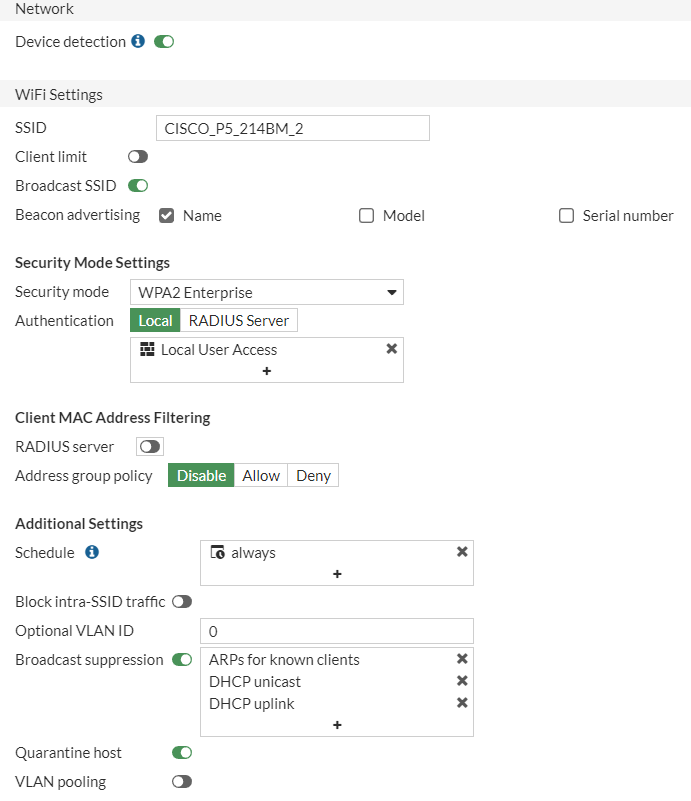 Network
Device detection
WiFi Settings
SSID CISCO_P5_214BM_2
Client limit
Broadcast SSID
Beacon advertising Name Model Serial number
Security Mode Settings
Security mode WPA2 Enterprise
Authentication Local RADIUS Server
Local User Access
+
Client MAC Address Filtering
RADIUS server
Address group policy Disable Allow Deny
Additional Settings
Schedule always
+
Block intra-SSID traffic
Optional VLAN ID 0
Broadcast suppression ARPs for known clients
DHCP unicast
DHCP uplink
+
Quarantine host
VLAN pooling